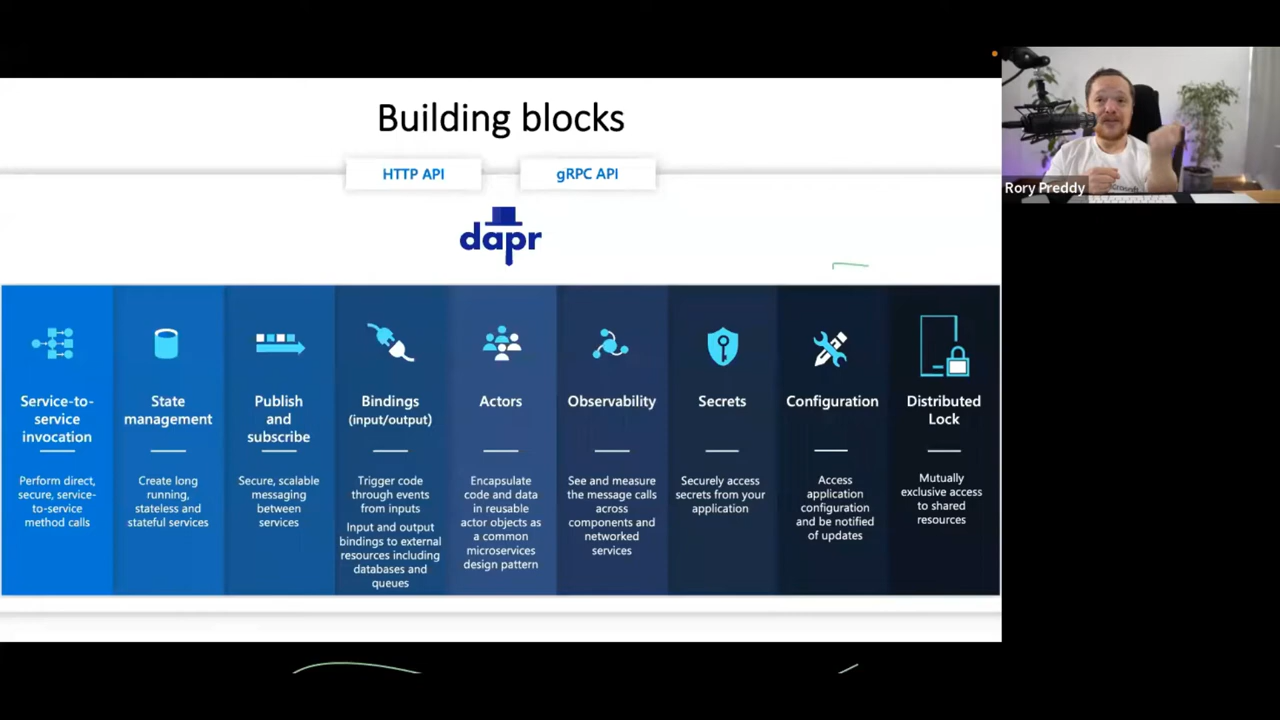 Building blocks
HTTP API
gRPC API
dapr
Service-to-
service
invocation
Perform direct,
secure, service-
to-service
method calls
State
management
Create long
running,
stateless and
stateful services
Publish
and
subscribe
Secure, scalable
messaging
between
services
Bindings
(input/output)
Trigger code
through events
from inputs
Input and output
bindings to external
resources including
databases and
queues
Actors
Encapsulate
code and data
in reusable
actor objects as
a common
microservices
design pattern
Observability
See and measure
the message calls
across
components and
networked
services
Secrets
Securely access
secrets from your
application
Configuration
Access
application
configuration
and be notified
of updates
Distributed
Lock
Mutually
exclusive access
to shared
resources
Rory Preddy